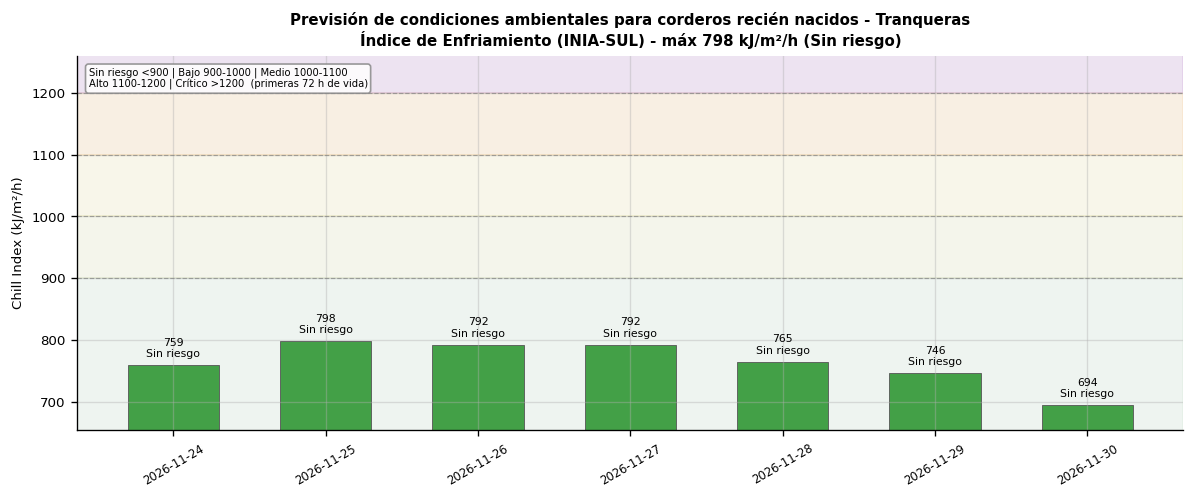 Previsión de condiciones ambientales para corderos recién nacidos - Tranqueras
Índice de Enfriamiento (INIA-SUL) - máx 798 kJ/m²/h (Sin riesgo)
Sin riesgo <900 | Bajo 900-1000 | Medio 1000-1100
Alto 1100-1200 | Crítico >1200  (primeras 72 h de vida)
Chill Index (kJ/m²/h)
1200
1100
1000
900
800
700
759
Sin riesgo
798
Sin riesgo
792
Sin riesgo
792
Sin riesgo
765
Sin riesgo
746
Sin riesgo
694
Sin riesgo
2026-11-24
2026-11-25
2026-11-26
2026-11-27
2026-11-28
2026-11-29
2026-11-30